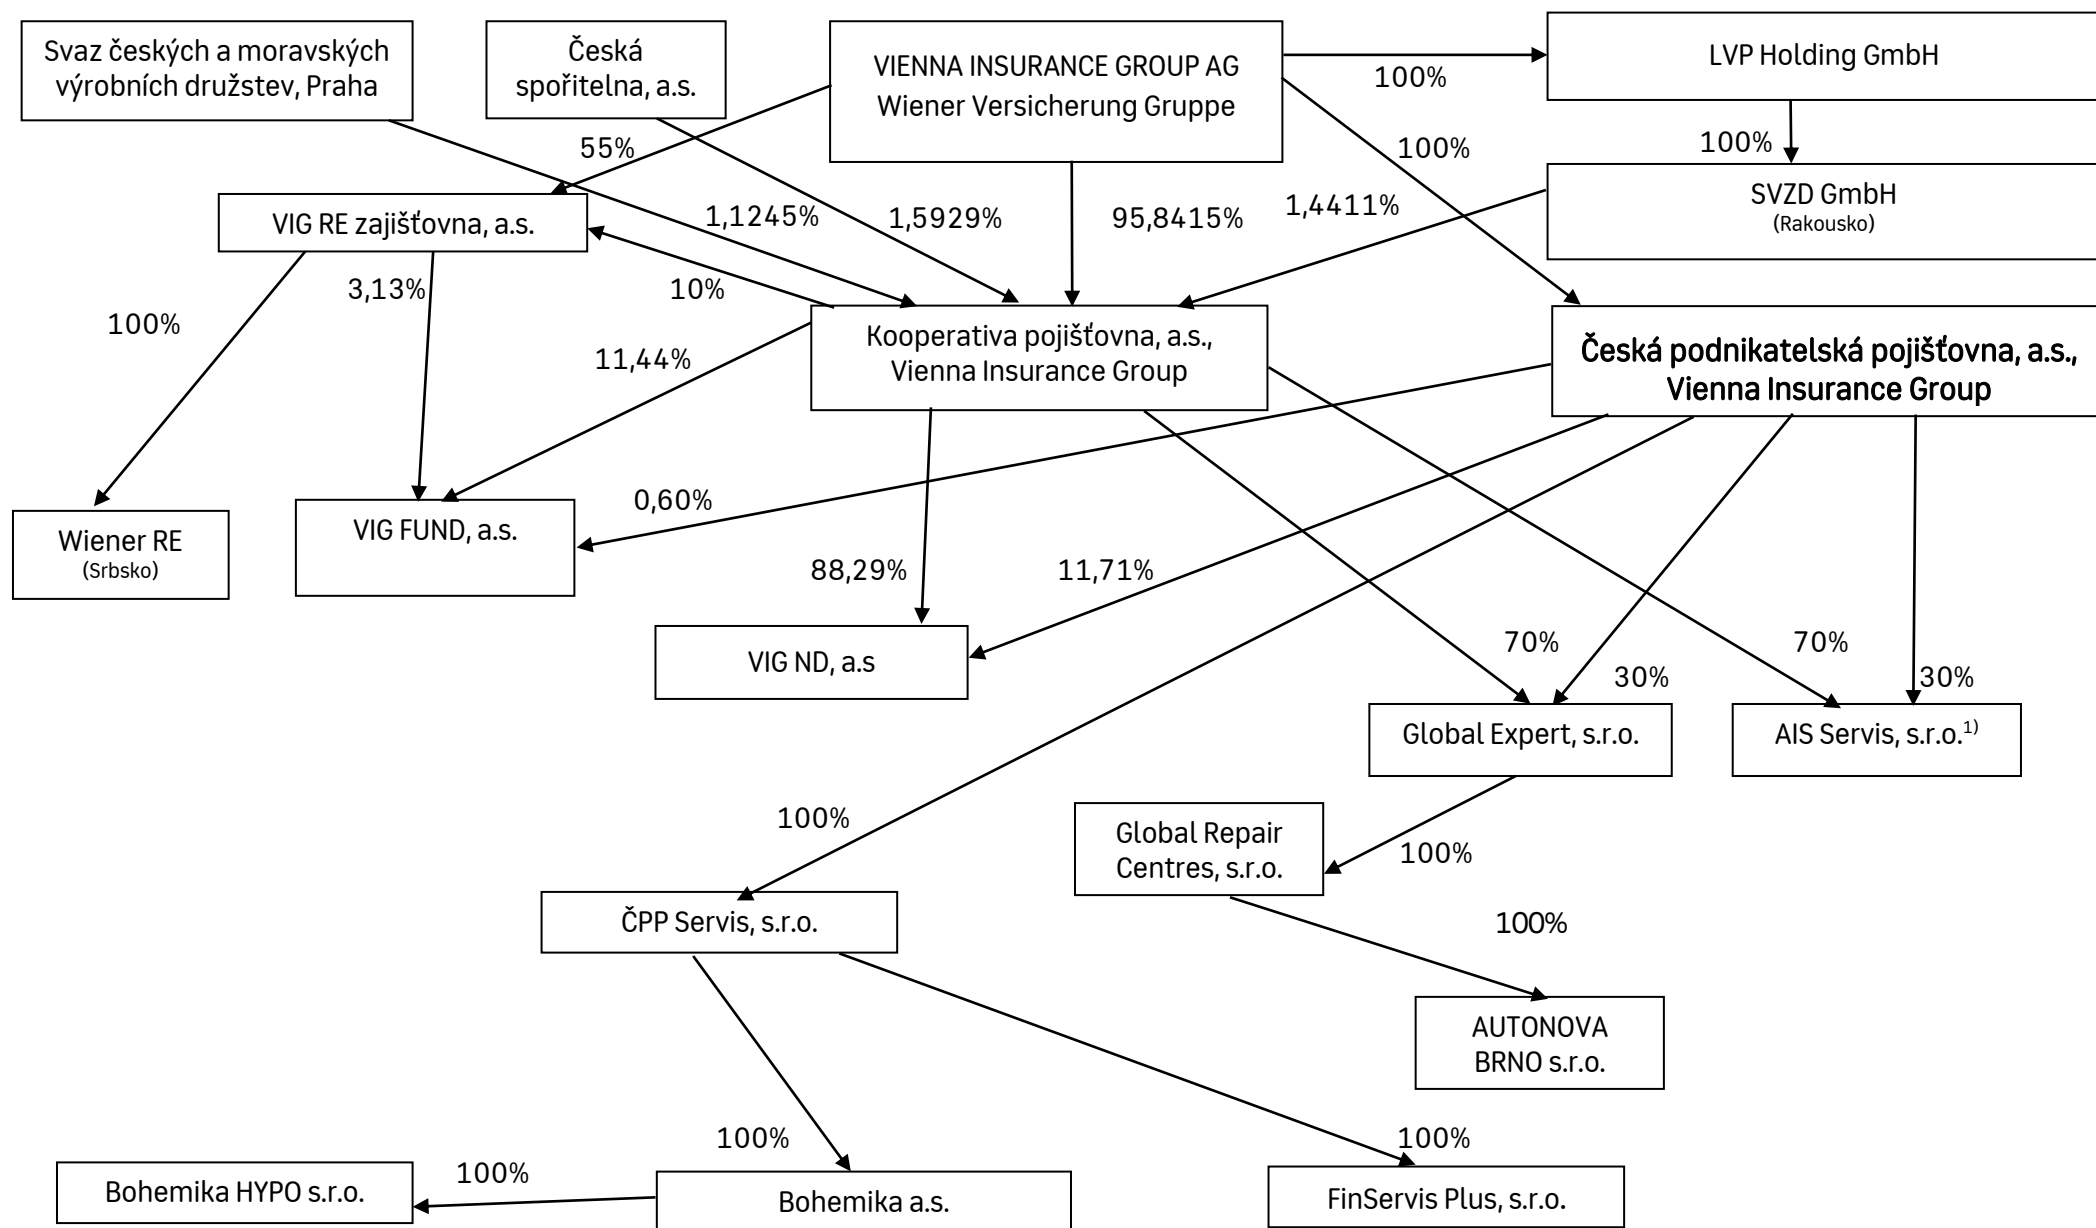 Svaz českých a moravských
výrobních družstev, Praha
Česká
spořitelna, a.s.
VIENNA INSURANCE GROUP AG
Wiener Versicherung Gruppe
LVP Holding GmbH
100%
55%
100%
100%
VIG RE zajišťovna, a.s.
1,1245%
1,5929%
95,8415%
1,4411%
SVZD GmbH
(Rakousko)
100%
3,13%
10%
11,44%
Kooperativa pojišťovna, a.s.,
Vienna Insurance Group
Česká podnikatelská pojišťovna, a.s.,
Vienna Insurance Group
Wiener RE
(Srbsko)
VIG FUND, a.s.
0,60%
88,29%
11,71%
VIG ND, a.s
70%
30%
70%
30%
Global Expert, s.r.o.
AIS Servis, s.r.o.1)
100%
Global Repair
Centres, s.r.o.
100%
ČPP Servis, s.r.o.
100%
AUTONOVA
BRNO s.r.o.
100%
100%
100%
Bohemika HYPO s.r.o.
Bohemika a.s.
FinServis Plus, s.r.o.